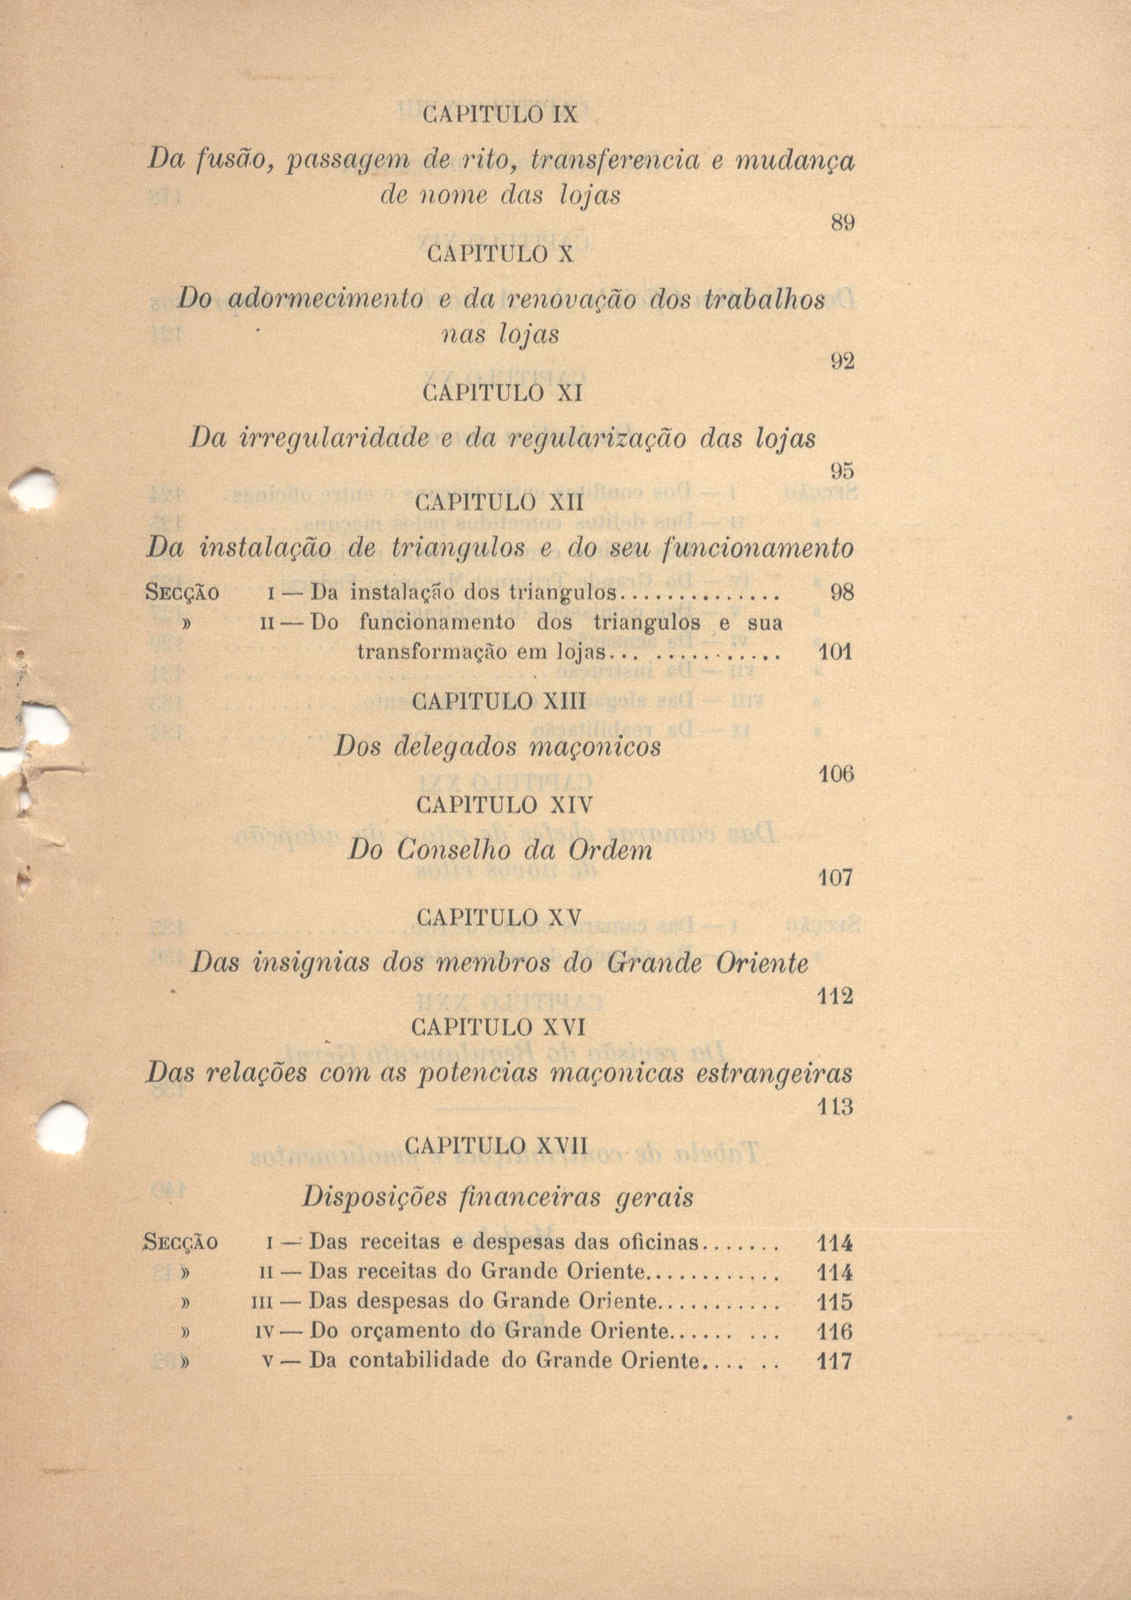 CAPITULO IX
Da fusão, passagem de rito, transferencia e mudança
de nome das lojas
89
CAPITULO X
Do adormecimento e da renovação dos trabalhos
nas lojas
92
CAPITULO XI
Da irregularidade e da regularização das lojas
95
CAPITULO XII
Da instalação de triangulos e do seu funcionamento
SECÇÃO I — Da instalação dos triangulos.............. 98
» II — Do funcionamento dos triangulos e sua
transformação em lojas... ........... 101
CAPITULO XIII
Dos delegados maçonicos
106
CAPITULO XIV
Do Conselho da Ordem
107
CAPITULO XV
Das insignias dos membros do Grande Oriente
112
CAPITULO XVI
Das relações com as potencias maçonicas estrangeiras
113
CAPITULO XVII
Disposições financeiras gerais
SECÇÃO I — Das receitas e despesas das oficinas....... 114
» II — Das receitas do Grande Oriente............ 114
» III — Das despesas do Grande Oriente........... 115
» IV — Do orçamento do Grande Oriente...... ... 116
» V — Da contabilidade do Grande Oriente.... .. 117